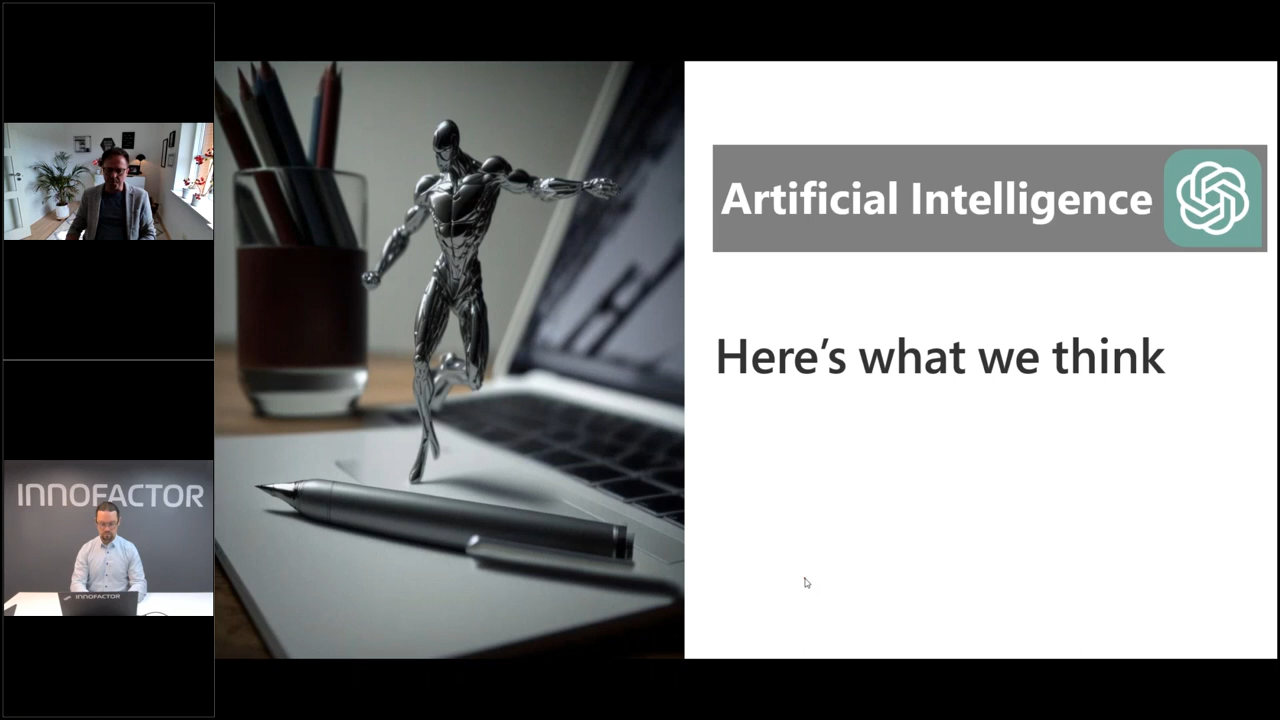 Artificial Intelligence
Here’s what we think
INNOFACTOR
INNOFACTOR